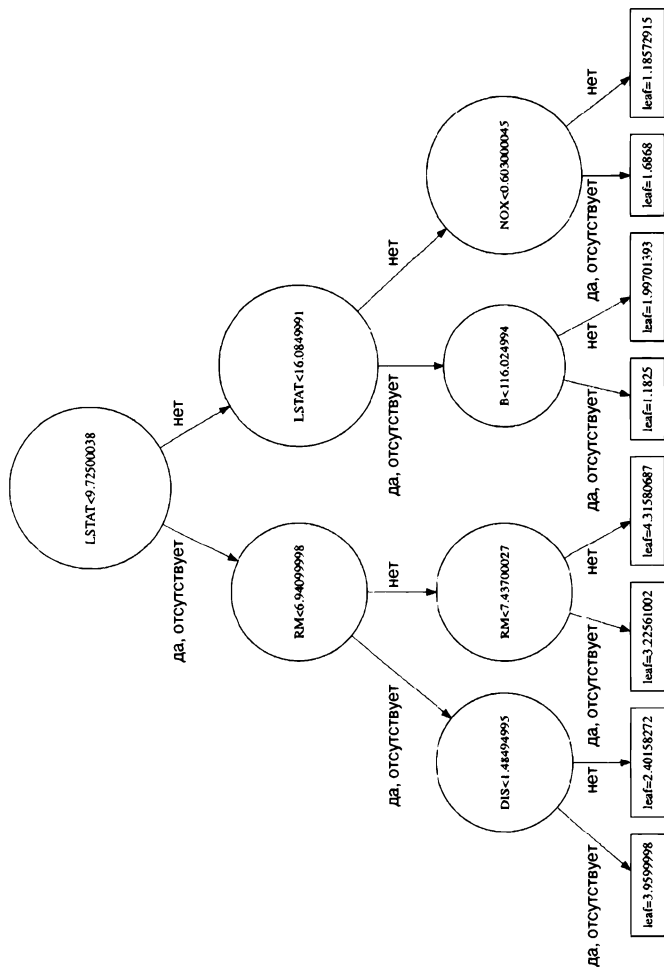 LSTAT<9.72500038
да, отсутствует
нет
RM<6.94099998
LSTAT<16.0849991
да, отсутствует
нет
да, отсутствует
нет
DIS<1.48494995
RM<7.43700027
B<116.024994
NOX<0.603000045
да, отсутствует
нет
да, отсутствует
нет
да, отсутствует
нет
да, отсутствует
нет
leaf=3.9599998
leaf=2.40158272
leaf=3.22561002
leaf=4.31580687
leaf=1.1825
leaf=1.99701393
leaf=1.6868
leaf=1.18572915